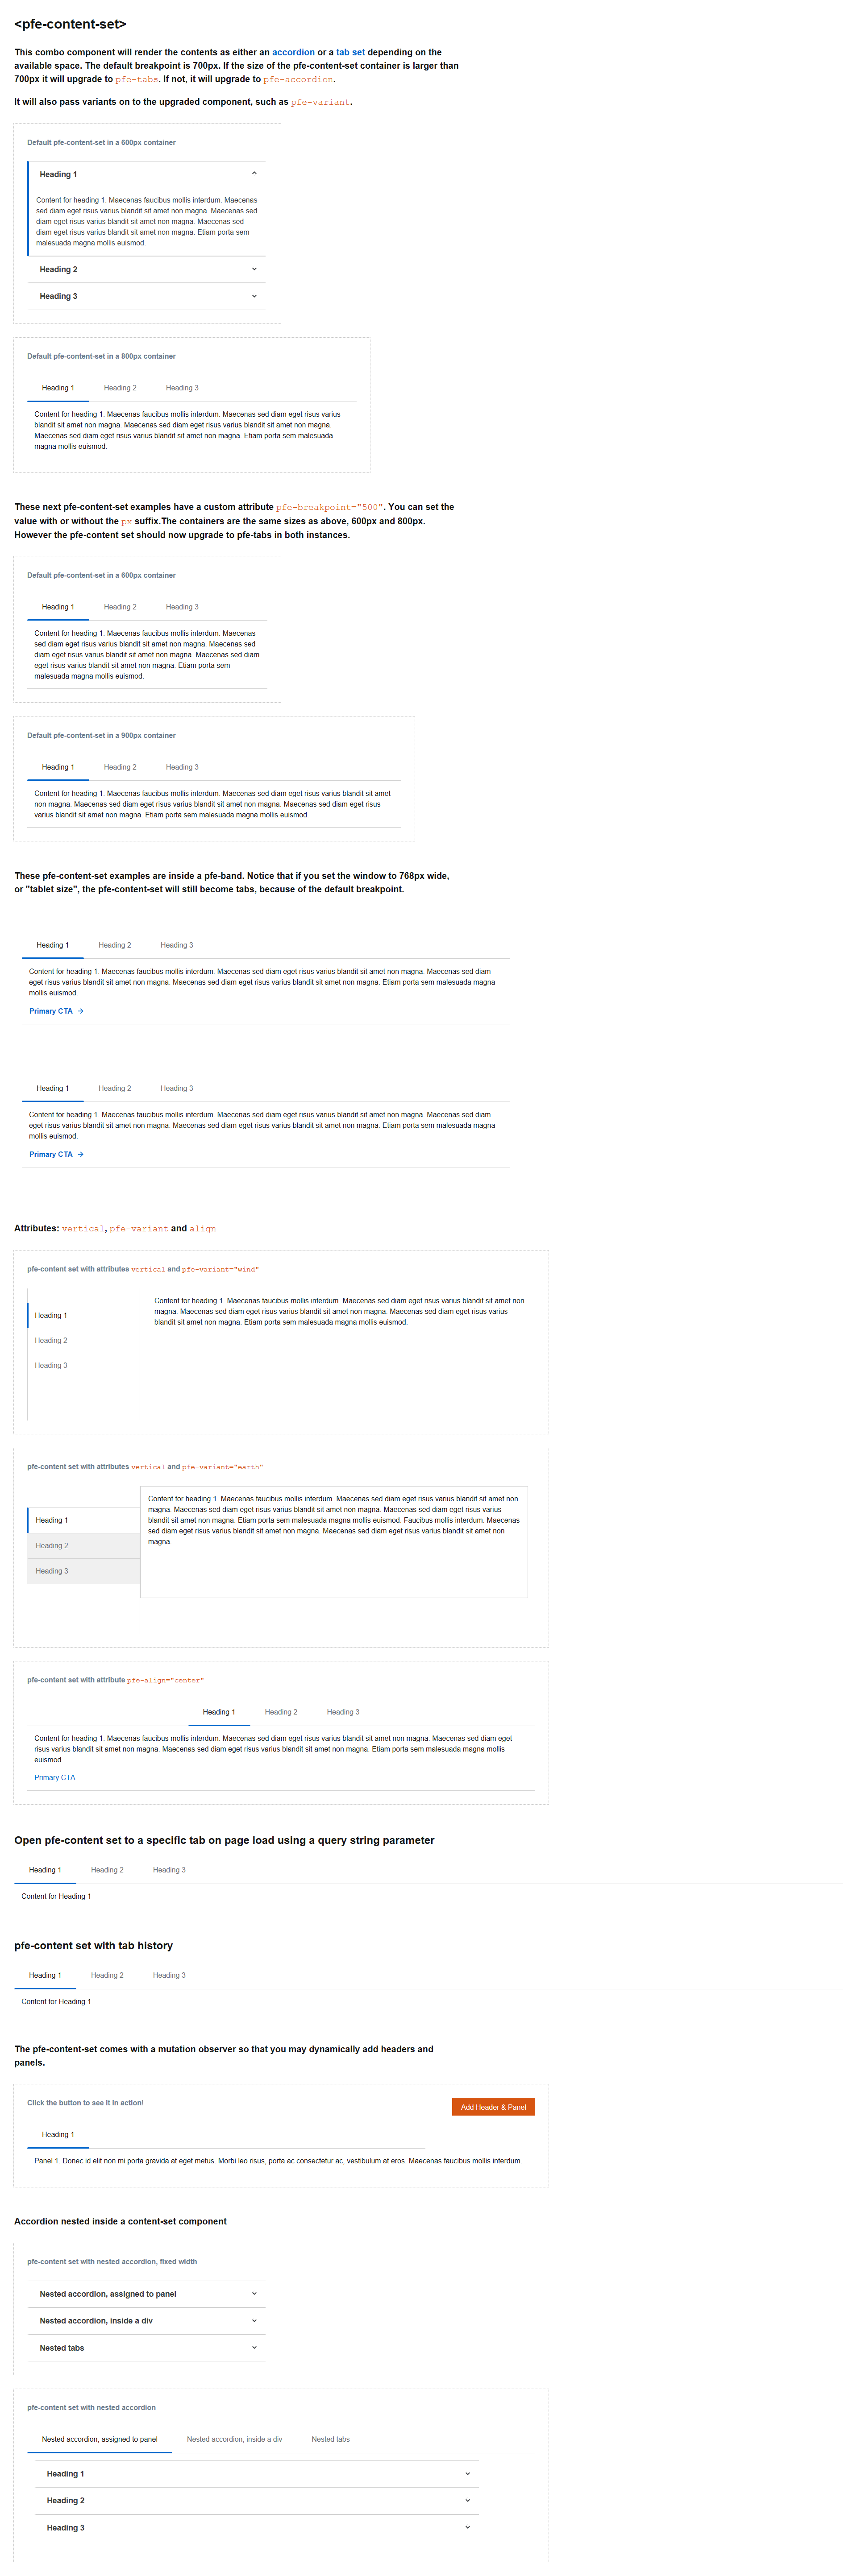 <pfe-content-set>
This combo component will render the contents as either an accordion or a tab set depending on the
available space. The default breakpoint is 700px. If the size of the pfe-content-set container is larger than
700px it will upgrade to pfe-tabs. If not, it will upgrade to pfe-accordion.
It will also pass variants on to the upgraded component, such as pfe-variant.
Default pfe-content-set in a 600px container
Heading 1
Content for heading 1. Maecenas faucibus mollis interdum. Maecenas
sed diam eget risus varius blandit sit amet non magna. Maecenas sed
diam eget risus varius blandit sit amet non magna. Maecenas sed
diam eget risus varius blandit sit amet non magna. Etiam porta sem
malesuada magna mollis euismod.
Heading 2
Heading 3
Default pfe-content-set in a 800px container
Heading 1 Heading 2 Heading 3
Content for heading 1. Maecenas faucibus mollis interdum. Maecenas sed diam eget risus varius
blandit sit amet non magna. Maecenas sed diam eget risus varius blandit sit amet non magna.
Maecenas sed diam eget risus varius blandit sit amet non magna. Etiam porta sem malesuada
magna mollis euismod.
These next pfe-content-set examples have a custom attribute pfe-breakpoint="500". You can set the
value with or without the px suffix.The containers are the same sizes as above, 600px and 800px.
However the pfe-content set should now upgrade to pfe-tabs in both instances.
Default pfe-content-set in a 600px container
Heading 1 Heading 2 Heading 3
Content for heading 1. Maecenas faucibus mollis interdum. Maecenas
sed diam eget risus varius blandit sit amet non magna. Maecenas sed
diam eget risus varius blandit sit amet non magna. Maecenas sed diam
eget risus varius blandit sit amet non magna. Etiam porta sem
malesuada magna mollis euismod.
Default pfe-content-set in a 900px container
Heading 1 Heading 2 Heading 3
Content for heading 1. Maecenas faucibus mollis interdum. Maecenas sed diam eget risus varius blandit sit amet
non magna. Maecenas sed diam eget risus varius blandit sit amet non magna. Maecenas sed diam eget risus
varius blandit sit amet non magna. Etiam porta sem malesuada magna mollis euismod.
These pfe-content-set examples are inside a pfe-band. Notice that if you set the window to 768px wide,
or "tablet size", the pfe-content-set will still become tabs, because of the default breakpoint.
Heading 1 Heading 2 Heading 3
Content for heading 1. Maecenas faucibus mollis interdum. Maecenas sed diam eget risus varius blandit sit amet non magna. Maecenas sed diam
eget risus varius blandit sit amet non magna. Maecenas sed diam eget risus varius blandit sit amet non magna. Etiam porta sem malesuada magna
mollis euismod.
Primary CTA
Heading 1 Heading 2 Heading 3
Content for heading 1. Maecenas faucibus mollis interdum. Maecenas sed diam eget risus varius blandit sit amet non magna. Maecenas sed diam
eget risus varius blandit sit amet non magna. Maecenas sed diam eget risus varius blandit sit amet non magna. Etiam porta sem malesuada magna
mollis euismod.
Primary CTA
Attributes: vertical, pfe-variant and align
pfe-content set with attributes vertical and pfe-variant="wind"
Heading 1
Heading 2
Heading 3
Content for heading 1. Maecenas faucibus mollis interdum. Maecenas sed diam eget risus varius blandit sit amet non
magna. Maecenas sed diam eget risus varius blandit sit amet non magna. Maecenas sed diam eget risus varius
blandit sit amet non magna. Etiam porta sem malesuada magna mollis euismod.
pfe-content set with attributes vertical and pfe-variant="earth"
Heading 1
Heading 2
Heading 3
Content for heading 1. Maecenas faucibus mollis interdum. Maecenas sed diam eget risus varius blandit sit amet non
magna. Maecenas sed diam eget risus varius blandit sit amet non magna. Maecenas sed diam eget risus varius
blandit sit amet non magna. Etiam porta sem malesuada magna mollis euismod. Faucibus mollis interdum. Maecenas
sed diam eget risus varius blandit sit amet non magna. Maecenas sed diam eget risus varius blandit sit amet non
magna.
pfe-content set with attribute pfe-align="center"
Heading 1 Heading 2 Heading 3
Content for heading 1. Maecenas faucibus mollis interdum. Maecenas sed diam eget risus varius blandit sit amet non magna. Maecenas sed diam eget
risus varius blandit sit amet non magna. Maecenas sed diam eget risus varius blandit sit amet non magna. Etiam porta sem malesuada magna mollis
euismod.
Primary CTA
Open pfe-content set to a specific tab on page load using a query string parameter
Heading 1 Heading 2 Heading 3
Content for Heading 1
pfe-content set with tab history
Heading 1 Heading 2 Heading 3
Content for Heading 1
The pfe-content-set comes with a mutation observer so that you may dynamically add headers and
panels.
Click the button to see it in action!
Add Header & Panel
Heading 1
Panel 1. Donec id elit non mi porta gravida at eget metus. Morbi leo risus, porta ac consectetur ac, vestibulum at eros. Maecenas faucibus mollis interdum.
Accordion nested inside a content-set component
pfe-content set with nested accordion, fixed width
Nested accordion, assigned to panel
Nested accordion, inside a div
Nested tabs
pfe-content set with nested accordion
Nested accordion, assigned to panel Nested accordion, inside a div Nested tabs
Heading 1
Heading 2
Heading 3